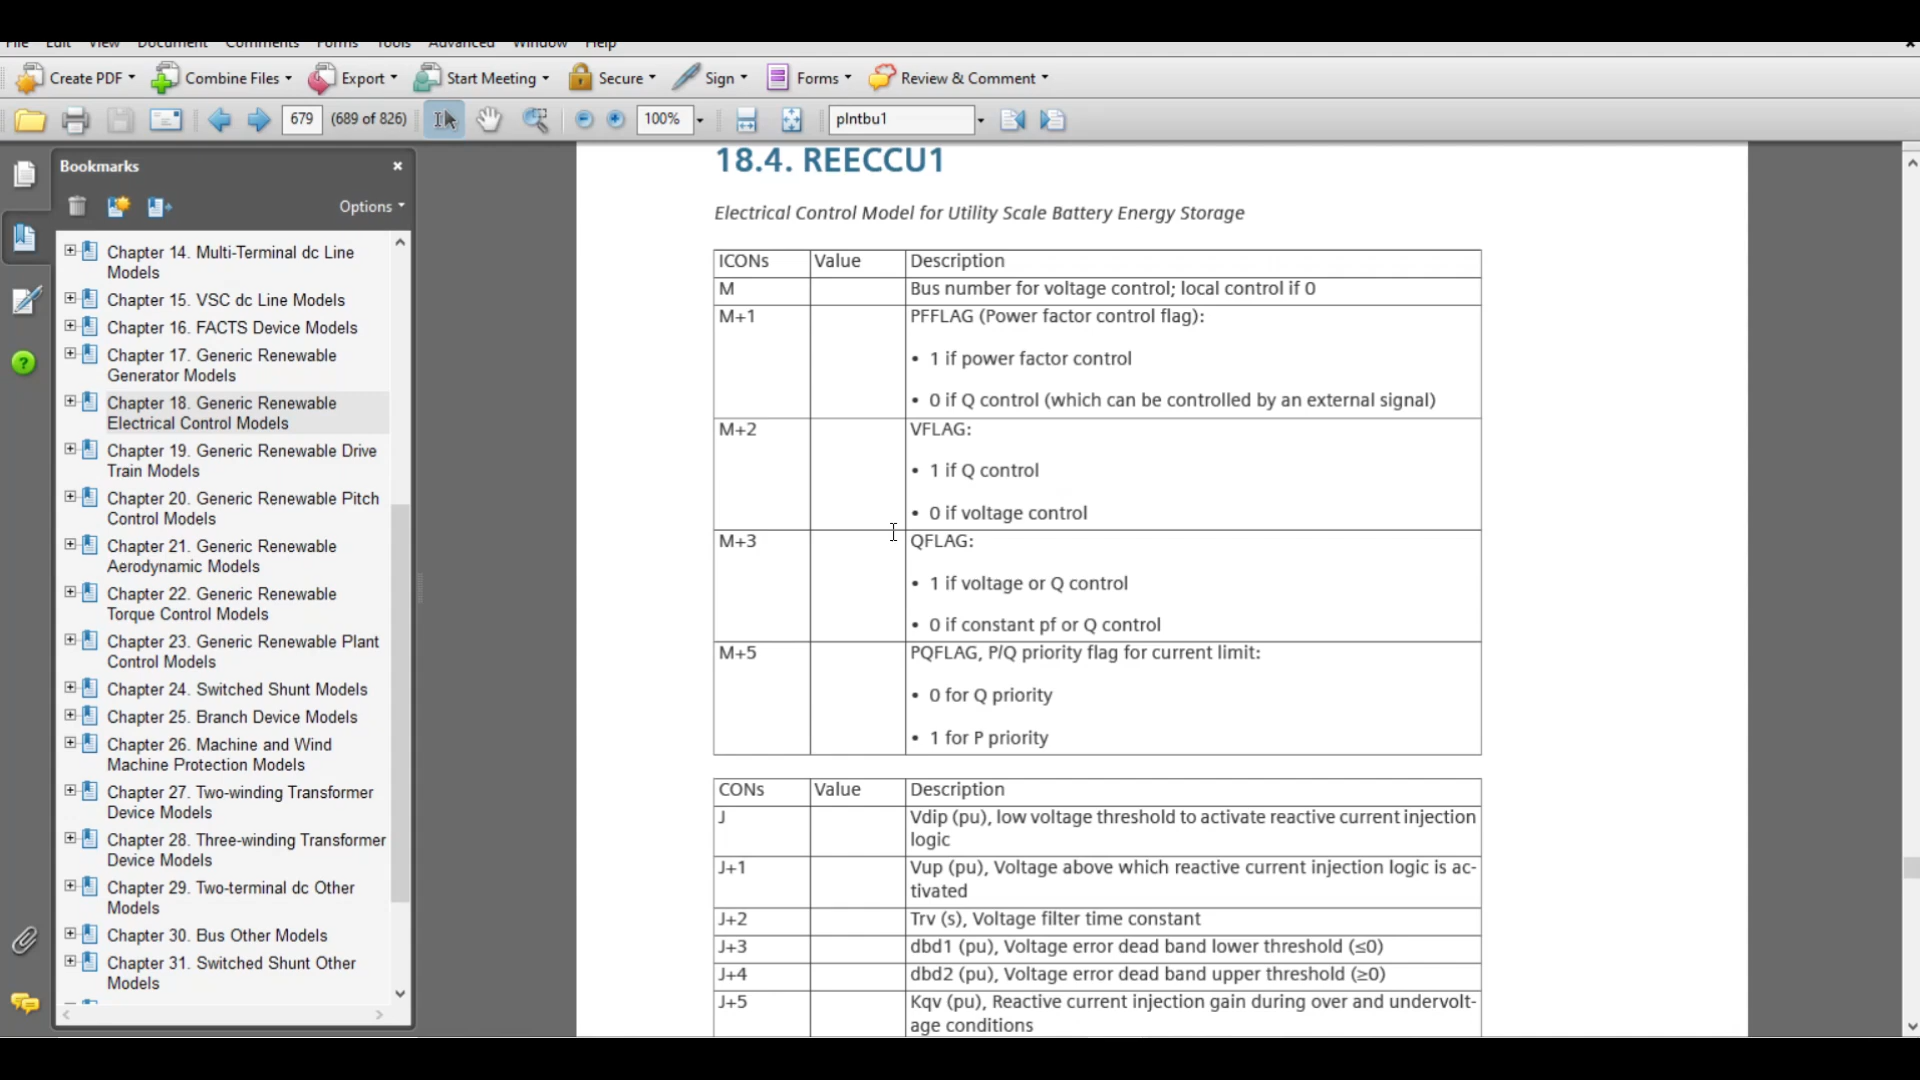 File Edit View Document Comments Forms Tools Advanced Window Help
Create PDF Combine Files Export Start Meeting Secure Sign Forms Review & Comment
679 (689 of 826) 100% plntbu1
Bookmarks
Options
Chapter 14. Multi-Terminal dc Line
Models
Chapter 15. VSC dc Line Models
Chapter 16. FACTS Device Models
Chapter 17. Generic Renewable
Generator Models
Chapter 18. Generic Renewable
Electrical Control Models
Chapter 19. Generic Renewable Drive
Train Models
Chapter 20. Generic Renewable Pitch
Control Models
Chapter 21. Generic Renewable
Aerodynamic Models
Chapter 22. Generic Renewable
Torque Control Models
Chapter 23. Generic Renewable Plant
Control Models
Chapter 24. Switched Shunt Models
Chapter 25. Branch Device Models
Chapter 26. Machine and Wind
Machine Protection Models
Chapter 27. Two-winding Transformer
Device Models
Chapter 28. Three-winding Transformer
Device Models
Chapter 29. Two-terminal dc Other
Models
Chapter 30. Bus Other Models
Chapter 31. Switched Shunt Other
Models
18.4. REECCU1
Electrical Control Model for Utility Scale Battery Energy Storage
ICONs Value Description
M Bus number for voltage control; local control if 0
M+1 PFFLAG (Power factor control flag):
• 1 if power factor control
• 0 if Q control (which can be controlled by an external signal)
M+2 VFLAG:
• 1 if Q control
• 0 if voltage control
M+3 QFLAG:
• 1 if voltage or Q control
• 0 if constant pf or Q control
M+5 PQFLAG, P/Q priority flag for current limit:
• 0 for Q priority
• 1 for P priority
CONs Value Description
J Vdip (pu), low voltage threshold to activate reactive current injection
logic
J+1 Vup (pu), Voltage above which reactive current injection logic is ac-
tivated
J+2 Trv (s), Voltage filter time constant
J+3 dbd1 (pu), Voltage error dead band lower threshold (≤0)
J+4 dbd2 (pu), Voltage error dead band upper threshold (≥0)
J+5 Kqv (pu), Reactive current injection gain during over and undervolt-
age conditions